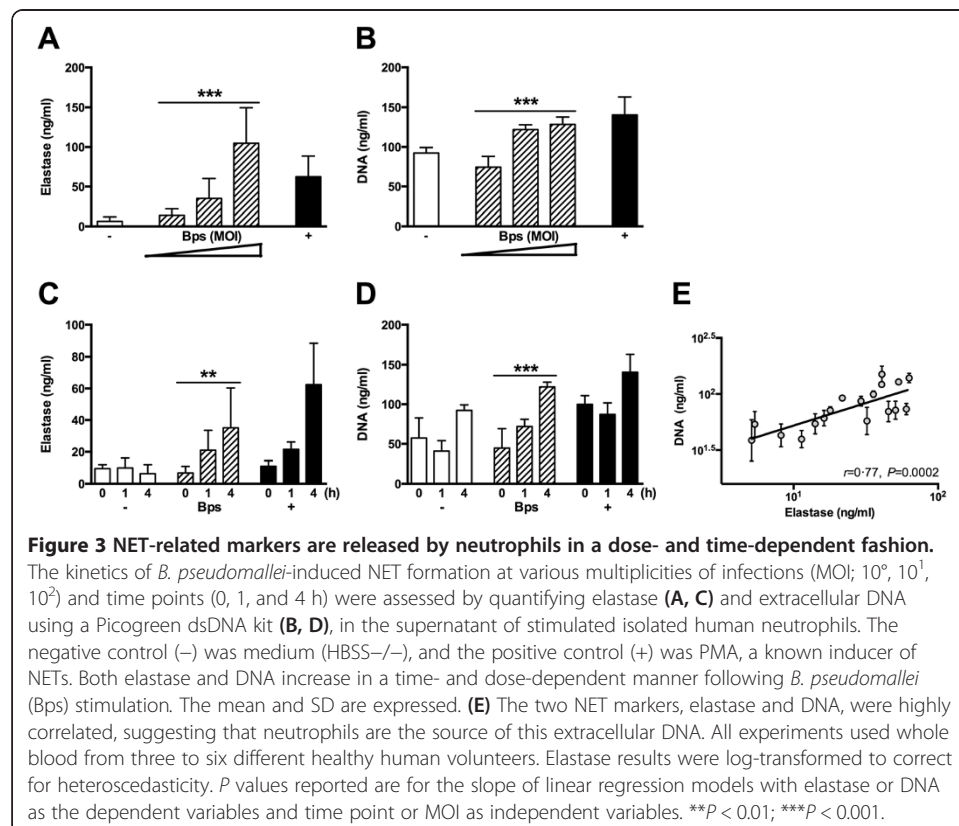 A
B
200
150
100
50
0
Elastase (ng/ml)
***
-
Bps (MOI)
+
200
150
100
50
0
DNA (ng/ml)
***
-
Bps (MOI)
+
C
D
E
100
80
60
40
20
0
Elastase (ng/ml)
**
0 1 4 0 1 4 0 1 4 (h)
- Bps +
200
150
100
50
0
DNA (ng/ml)
***
0 1 4 0 1 4 0 1 4 (h)
- Bps +
10^2.5
10^2
10^1.5
DNA (ng/ml)
r=0·77, P=0.0002
10^1 10^2
Elastase (ng/ml)
Figure 3 NET-related markers are released by neutrophils in a dose- and time-dependent fashion.
The kinetics of B. pseudomallei-induced NET formation at various multiplicities of infections (MOI; 10°, 10^1,
10^2) and time points (0, 1, and 4 h) were assessed by quantifying elastase (A, C) and extracellular DNA
using a Picogreen dsDNA kit (B, D), in the supernatant of stimulated isolated human neutrophils. The
negative control (−) was medium (HBSS−/−), and the positive control (+) was PMA, a known inducer of
NETs. Both elastase and DNA increase in a time- and dose-dependent manner following B. pseudomallei
(Bps) stimulation. The mean and SD are expressed. (E) The two NET markers, elastase and DNA, were highly
correlated, suggesting that neutrophils are the source of this extracellular DNA. All experiments used whole
blood from three to six different healthy human volunteers. Elastase results were log-transformed to correct
for heteroscedasticity. P values reported are for the slope of linear regression models with elastase or DNA
as the dependent variables and time point or MOI as independent variables. **P < 0.01; ***P < 0.001.